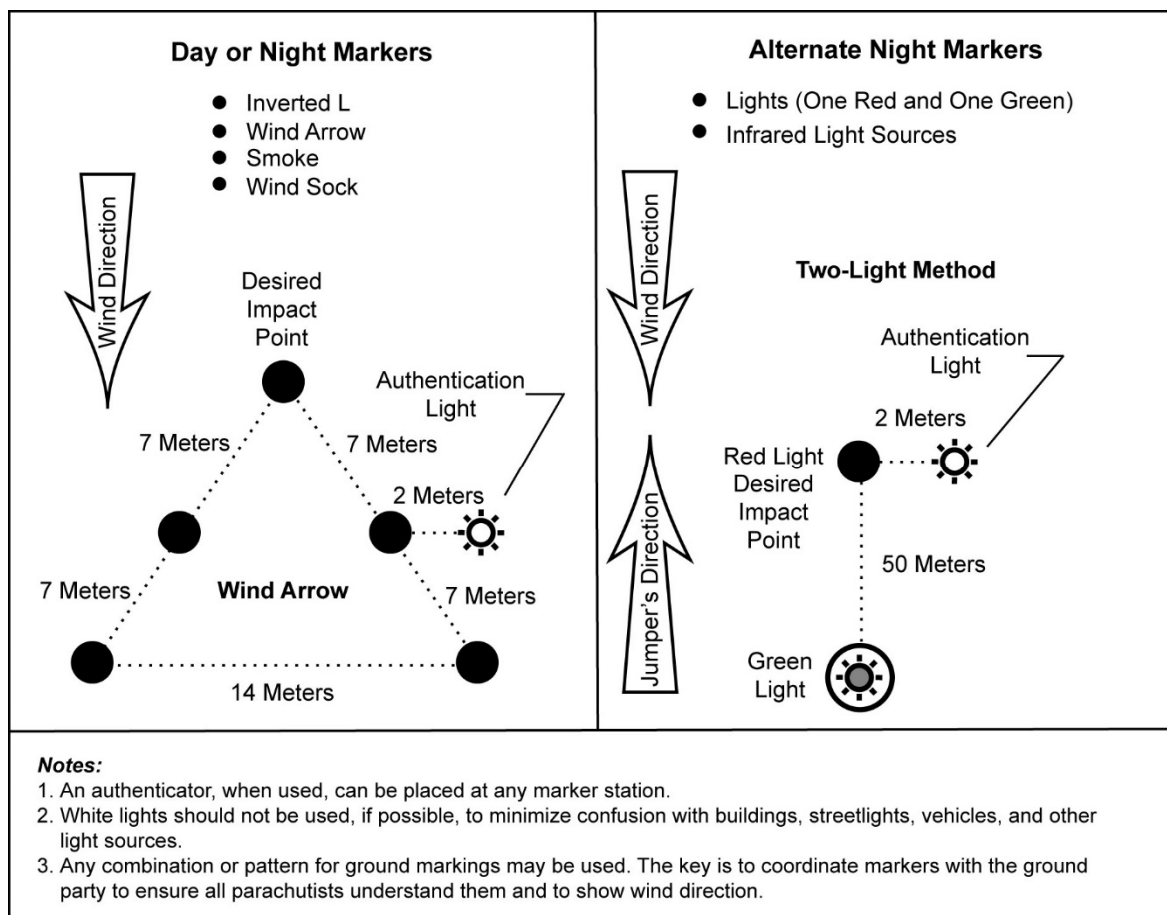 Day or Night Markers
● Inverted L
● Wind Arrow
● Smoke
● Wind Sock
Wind Direction
Desired
Impact
Point
Authentication
Light
7 Meters
7 Meters
2 Meters
7 Meters
Wind Arrow
7 Meters
14 Meters
Alternate Night Markers
● Lights (One Red and One Green)
● Infrared Light Sources
Wind Direction
Two-Light Method
Authentication
Light
2 Meters
Red Light
Desired
Impact
Point
50 Meters
Jumper's Direction
Green
Light
Notes:
1. An authenticator, when used, can be placed at any marker station.
2. White lights should not be used, if possible, to minimize confusion with buildings, streetlights, vehicles, and other
light sources.
3. Any combination or pattern for ground markings may be used. The key is to coordinate markers with the ground
party to ensure all parachutists understand them and to show wind direction.